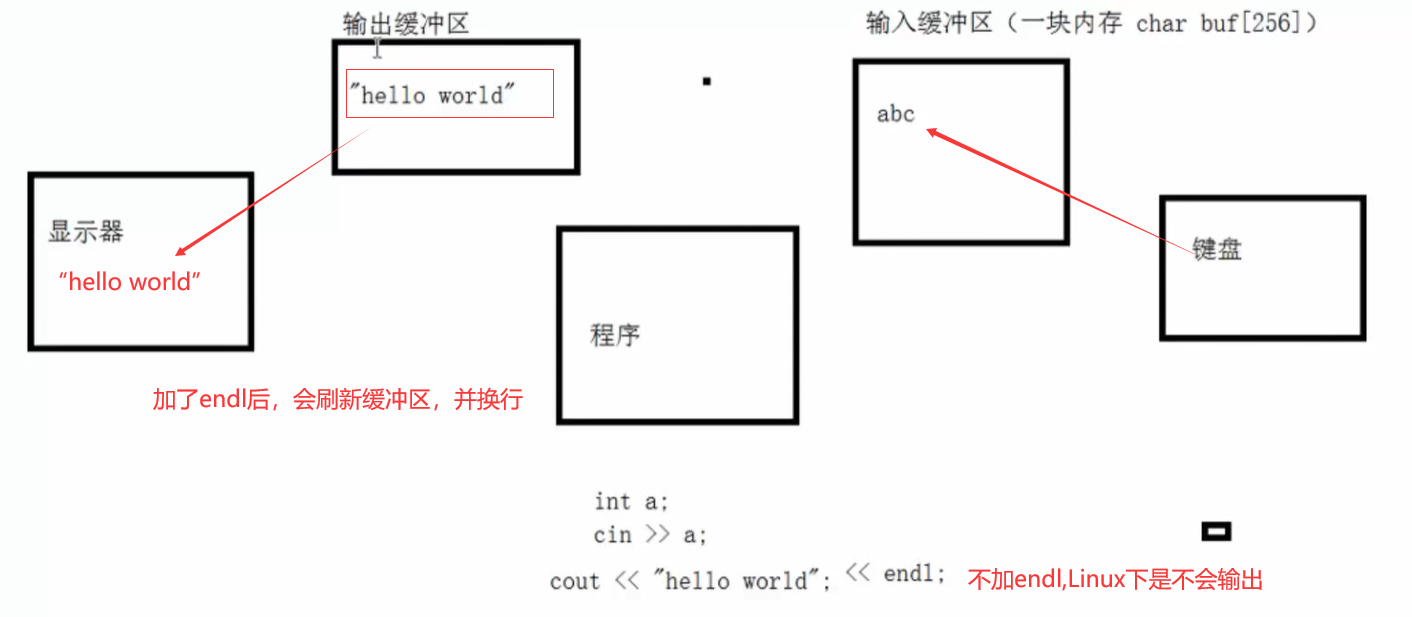 输出缓冲区
输入缓冲区（一块内存 char buf[256]）
"hello world"
abc
显示器
“hello world”
键盘
程序
加了endl后，会刷新缓冲区，并换行
int a;
cin >> a;
cout << "hello world"; << endl; 不加endl,Linux下是不会输出